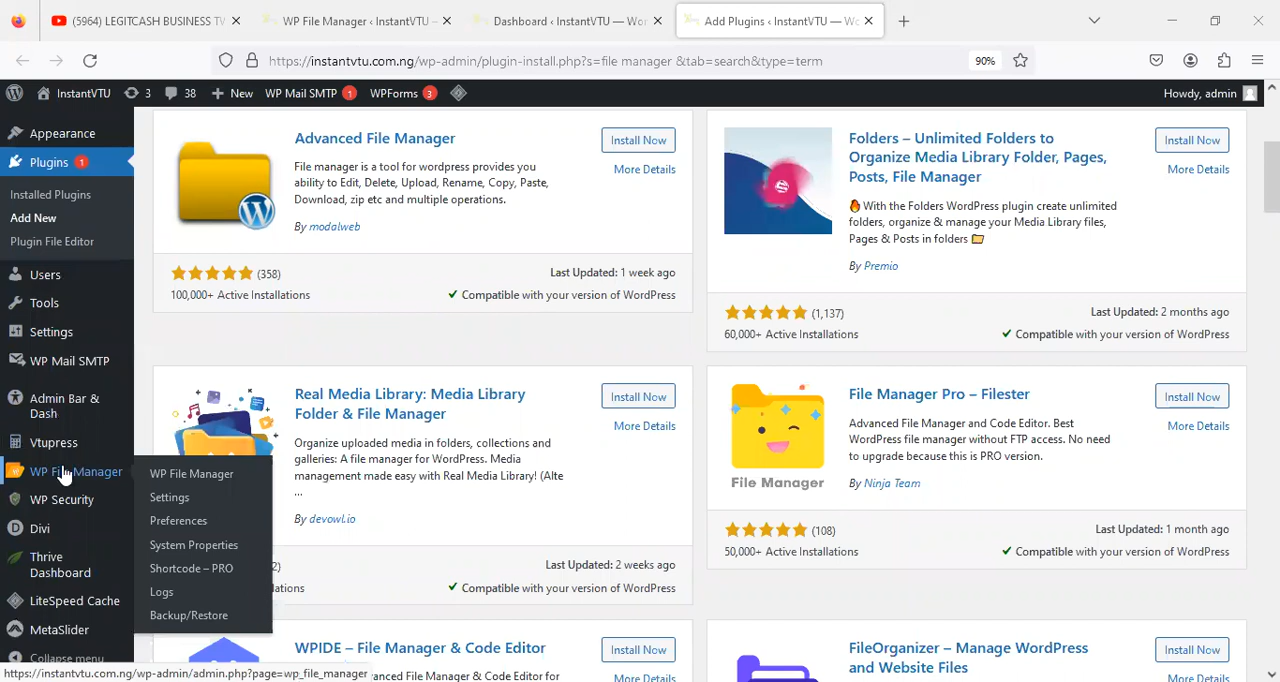 (5964) LEGITCASH BUSINESS TV
WP File Manager ‹ InstantVTU —
Dashboard ‹ InstantVTU — Wor
Add Plugins ‹ InstantVTU — Wo
https://instantvtu.com.ng/wp-admin/plugin-install.php?s=file manager &tab=search&type=term
90%
InstantVTU
3
38
New
WP Mail SMTP 1
WPForms 3
Howdy, admin
Appearance
Plugins 1
Installed Plugins
Add New
Plugin File Editor
Users
Tools
Settings
WP Mail SMTP
Admin Bar &
Dash
Vtupress
WP File Manager
WP Security
Divi
Thrive
Dashboard
LiteSpeed Cache
MetaSlider
Collapse menu
WP File Manager
Settings
Preferences
System Properties
Shortcode – PRO
Logs
Backup/Restore
Advanced File Manager
File manager is a tool for wordpress provides you
ability to Edit, Delete, Upload, Rename, Copy, Paste,
Download, zip etc and multiple operations.
By modalweb
Install Now
More Details
(358)
100,000+ Active Installations
Last Updated: 1 week ago
Compatible with your version of WordPress
Folders – Unlimited Folders to
Organize Media Library Folder, Pages,
Posts, File Manager
🔥 With the Folders WordPress plugin create unlimited
folders, organize & manage your Media Library files,
Pages & Posts in folders 📁
By Premio
Install Now
More Details
(1,137)
60,000+ Active Installations
Last Updated: 2 months ago
Compatible with your version of WordPress
Real Media Library: Media Library
Folder & File Manager
Organize uploaded media in folders, collections and
galleries: A file manager for WordPress. Media
management made easy with Real Media Library! (Alte
...
By devowl.io
Install Now
More Details
2)
lations
Last Updated: 2 weeks ago
Compatible with your version of WordPress
File Manager
File Manager Pro – Filester
Advanced File Manager and Code Editor. Best
WordPress file manager without FTP access. No need
to upgrade because this is PRO version.
By Ninja Team
Install Now
More Details
(108)
50,000+ Active Installations
Last Updated: 1 month ago
Compatible with your version of WordPress
WPIDE – File Manager & Code Editor
anced File Manager & Code Editor for
Install Now
More Details
FileOrganizer – Manage WordPress
and Website Files
Install Now
More Details
https://instantvtu.com.ng/wp-admin/admin.php?page=wp_file_manager